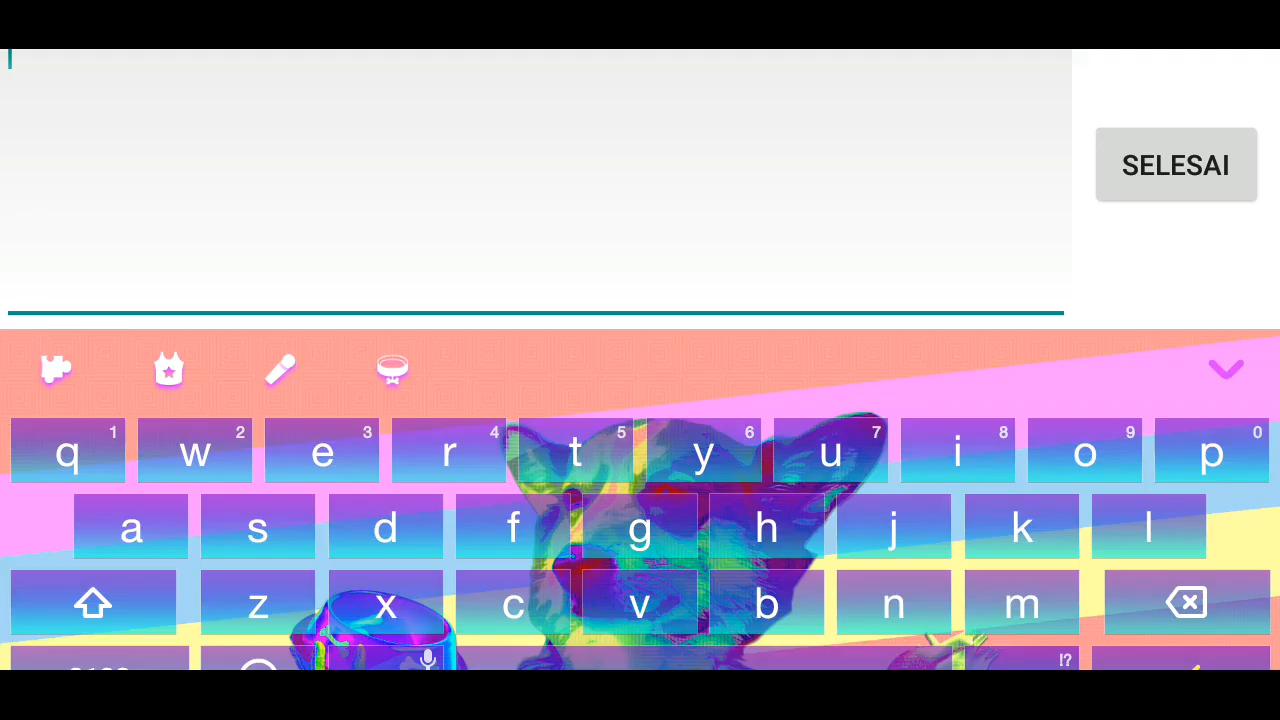 SELESAI
1 2 3 4 5 6 7 8 9 0
q w e r t y u i o p
a s d f g h j k l
z x c v b n m
!?